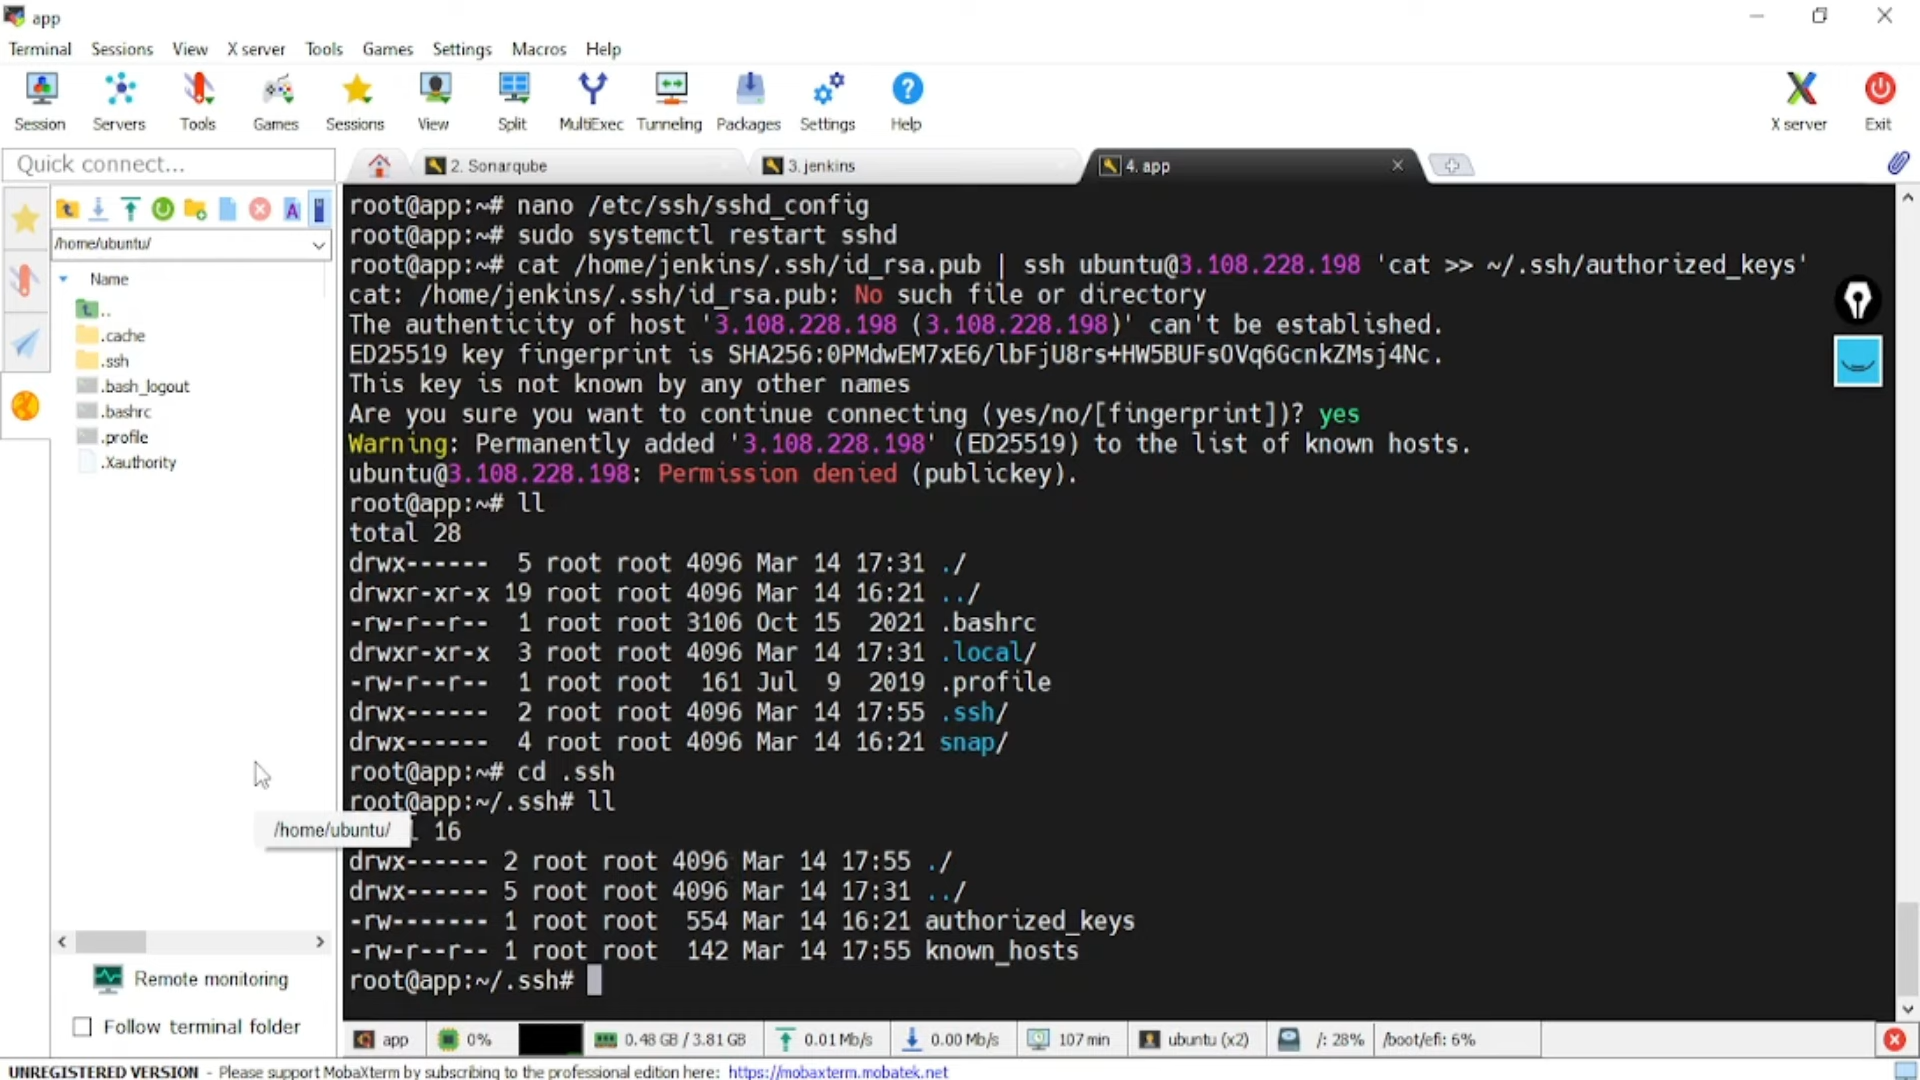 app
Terminal Sessions View X server Tools Games Settings Macros Help
Session Servers Tools Games Sessions View Split MultiExec Tunneling Packages Settings Help X server Exit
Quick connect...
2. Sonarqube
3. jenkins
4. app
/home/ubuntu/
Name
..
.cache
.ssh
.bash_logout
.bashrc
.profile
.Xauthority
/home/ubuntu/
Remote monitoring
Follow terminal folder
root@app:~# nano /etc/ssh/sshd_config
root@app:~# sudo systemctl restart sshd
root@app:~# cat /home/jenkins/.ssh/id_rsa.pub | ssh ubuntu@3.108.228.198 'cat >> ~/.ssh/authorized_keys'
cat: /home/jenkins/.ssh/id_rsa.pub: No such file or directory
The authenticity of host '3.108.228.198 (3.108.228.198)' can't be established.
ED25519 key fingerprint is SHA256:0PMdwEM7xE6/lbFjU8rs+HW5BUFsOVq6GcnkZMsj4Nc.
This key is not known by any other names
Are you sure you want to continue connecting (yes/no/[fingerprint])? yes
Warning: Permanently added '3.108.228.198' (ED25519) to the list of known hosts.
ubuntu@3.108.228.198: Permission denied (publickey).
root@app:~# ll
total 28
drwx------ 5 root root 4096 Mar 14 17:31 ./
drwxr-xr-x 19 root root 4096 Mar 14 16:21 ../
-rw-r--r-- 1 root root 3106 Oct 15 2021 .bashrc
drwxr-xr-x 3 root root 4096 Mar 14 17:31 .local/
-rw-r--r-- 1 root root 161 Jul 9 2019 .profile
drwx------ 2 root root 4096 Mar 14 17:55 .ssh/
drwx------ 4 root root 4096 Mar 14 16:21 snap/
root@app:~# cd .ssh
root@app:~/.ssh# ll
l 16
drwx------ 2 root root 4096 Mar 14 17:55 ./
drwx------ 5 root root 4096 Mar 14 17:31 ../
-rw------- 1 root root 554 Mar 14 16:21 authorized_keys
-rw-r--r-- 1 root root 142 Mar 14 17:55 known_hosts
root@app:~/.ssh#
app 0% 0.48 GB / 3.81 GB 0.01 Mb/s 0.00 Mb/s 107 min ubuntu (x2) /: 28% /boot/efi: 6%
UNREGISTERED VERSION - Please support MobaXterm by subscribing to the professional edition here: https://mobaxterm.mobatek.net